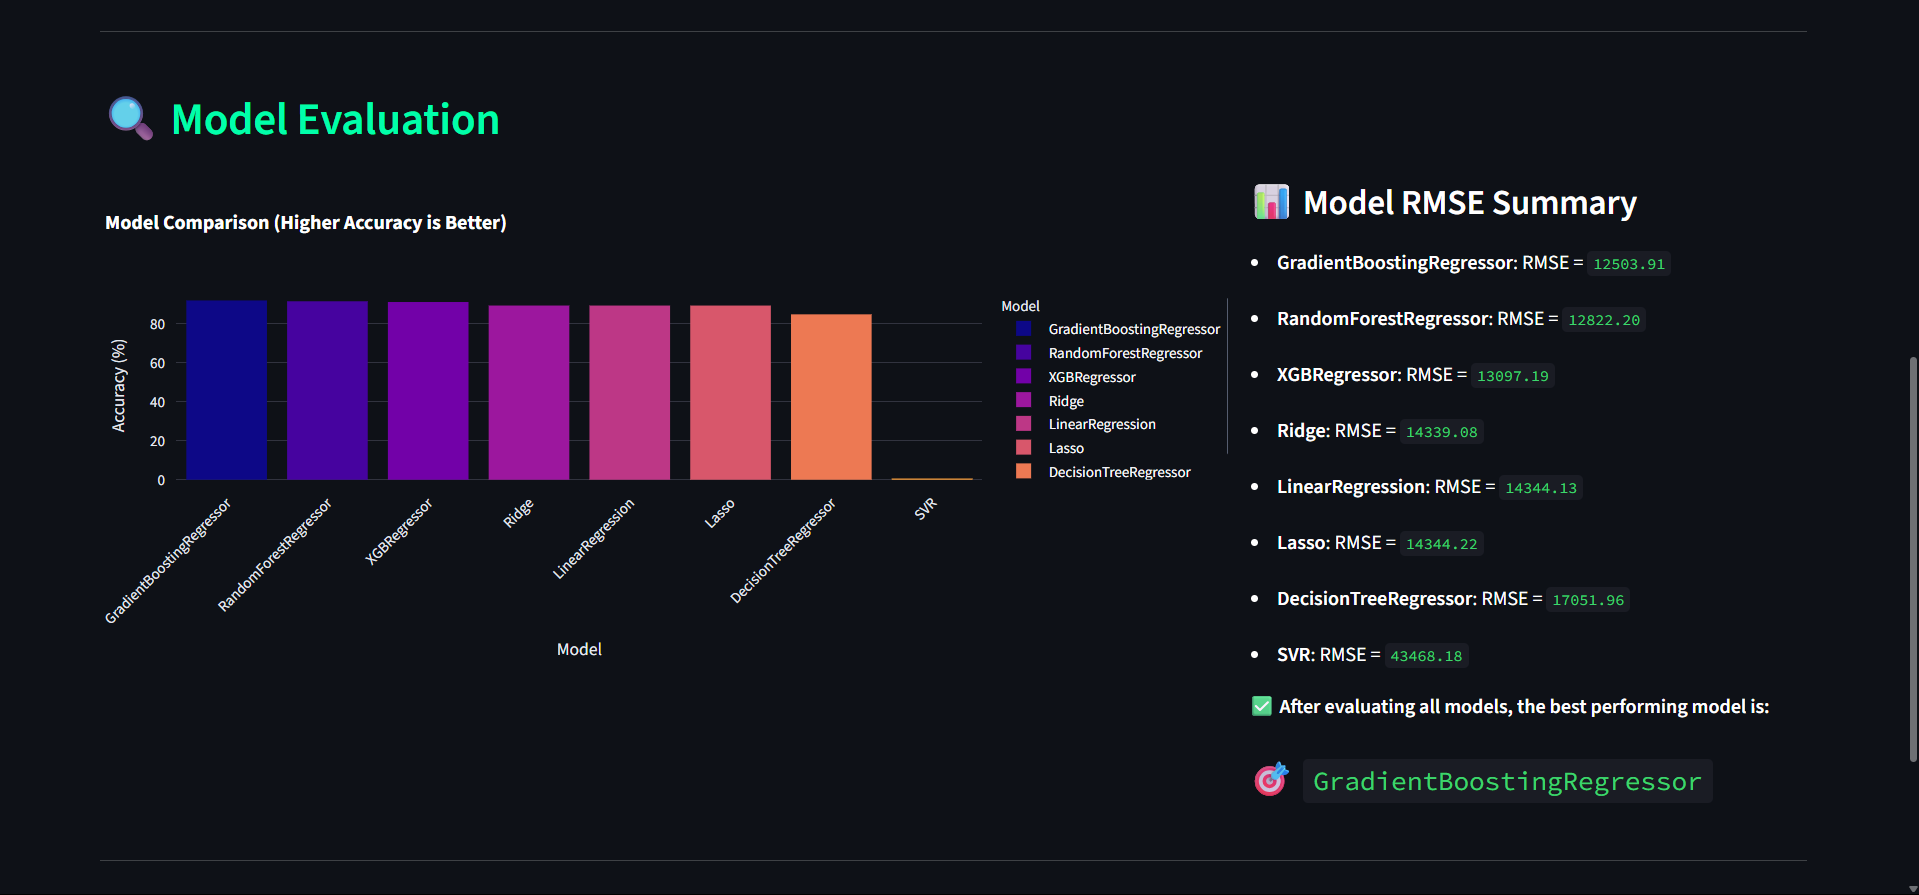 Model Evaluation
Model Comparison (Higher Accuracy is Better)
Accuracy (%)
80
60
40
20
0
GradientBoostingRegressor
RandomForestRegressor
XGBRegressor
Ridge
LinearRegression
Lasso
DecisionTreeRegressor
SVR
Model
Model
GradientBoostingRegressor
RandomForestRegressor
XGBRegressor
Ridge
LinearRegression
Lasso
DecisionTreeRegressor
Model RMSE Summary
• GradientBoostingRegressor: RMSE = 12503.91
• RandomForestRegressor: RMSE = 12822.20
• XGBRegressor: RMSE = 13097.19
• Ridge: RMSE = 14339.08
• LinearRegression: RMSE = 14344.13
• Lasso: RMSE = 14344.22
• DecisionTreeRegressor: RMSE = 17051.96
• SVR: RMSE = 43468.18
After evaluating all models, the best performing model is:
GradientBoostingRegressor